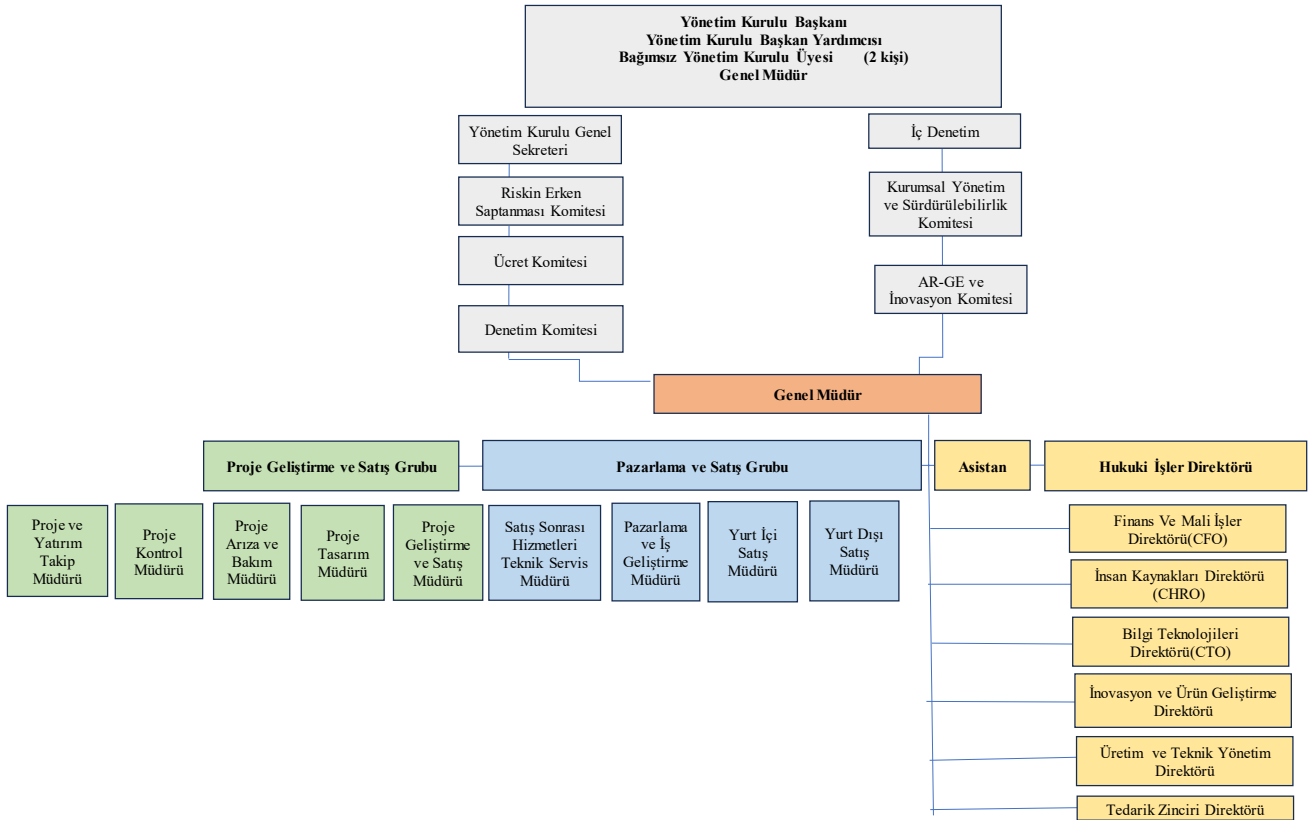 Yönetim Kurulu Başkanı
Yönetim Kurulu Başkan Yardımcısı
Bağımsız Yönetim Kurulu Üyesi (2 kişi)
Genel Müdür
Yönetim Kurulu Genel
Sekreteri
İç Denetim
Riskin Erken
Saptanması Komitesi
Kurumsal Yönetim
ve Sürdürülebilirlik
Komitesi
Ücret Komitesi
AR-GE ve
İnovasyon Komitesi
Denetim Komitesi
Genel Müdür
Proje Geliştirme ve Satış Grubu
Pazarlama ve Satış Grubu
Asistan
Hukuki İşler Direktörü
Proje ve
Yatırım
Takip
Müdürü
Proje
Kontrol
Müdürü
Proje
Arıza ve
Bakım
Müdürü
Proje
Tasarım
Müdürü
Proje
Geliştirme
ve Satış
Müdürü
Satış Sonrası
Hizmetleri
Teknik Servis
Müdürü
Pazarlama
ve İş
Geliştirme
Müdürü
Yurt İçi
Satış
Müdürü
Yurt Dışı
Satış
Müdürü
Finans Ve Mali İşler
Direktörü(CFO)
İnsan Kaynakları Direktörü
(CHRO)
Bilgi Teknolojileri
Direktörü(CTO)
İnovasyon ve Ürün Geliştirme
Direktörü
Üretim ve Teknik Yönetim
Direktörü
Tedarik Zinciri Direktörü